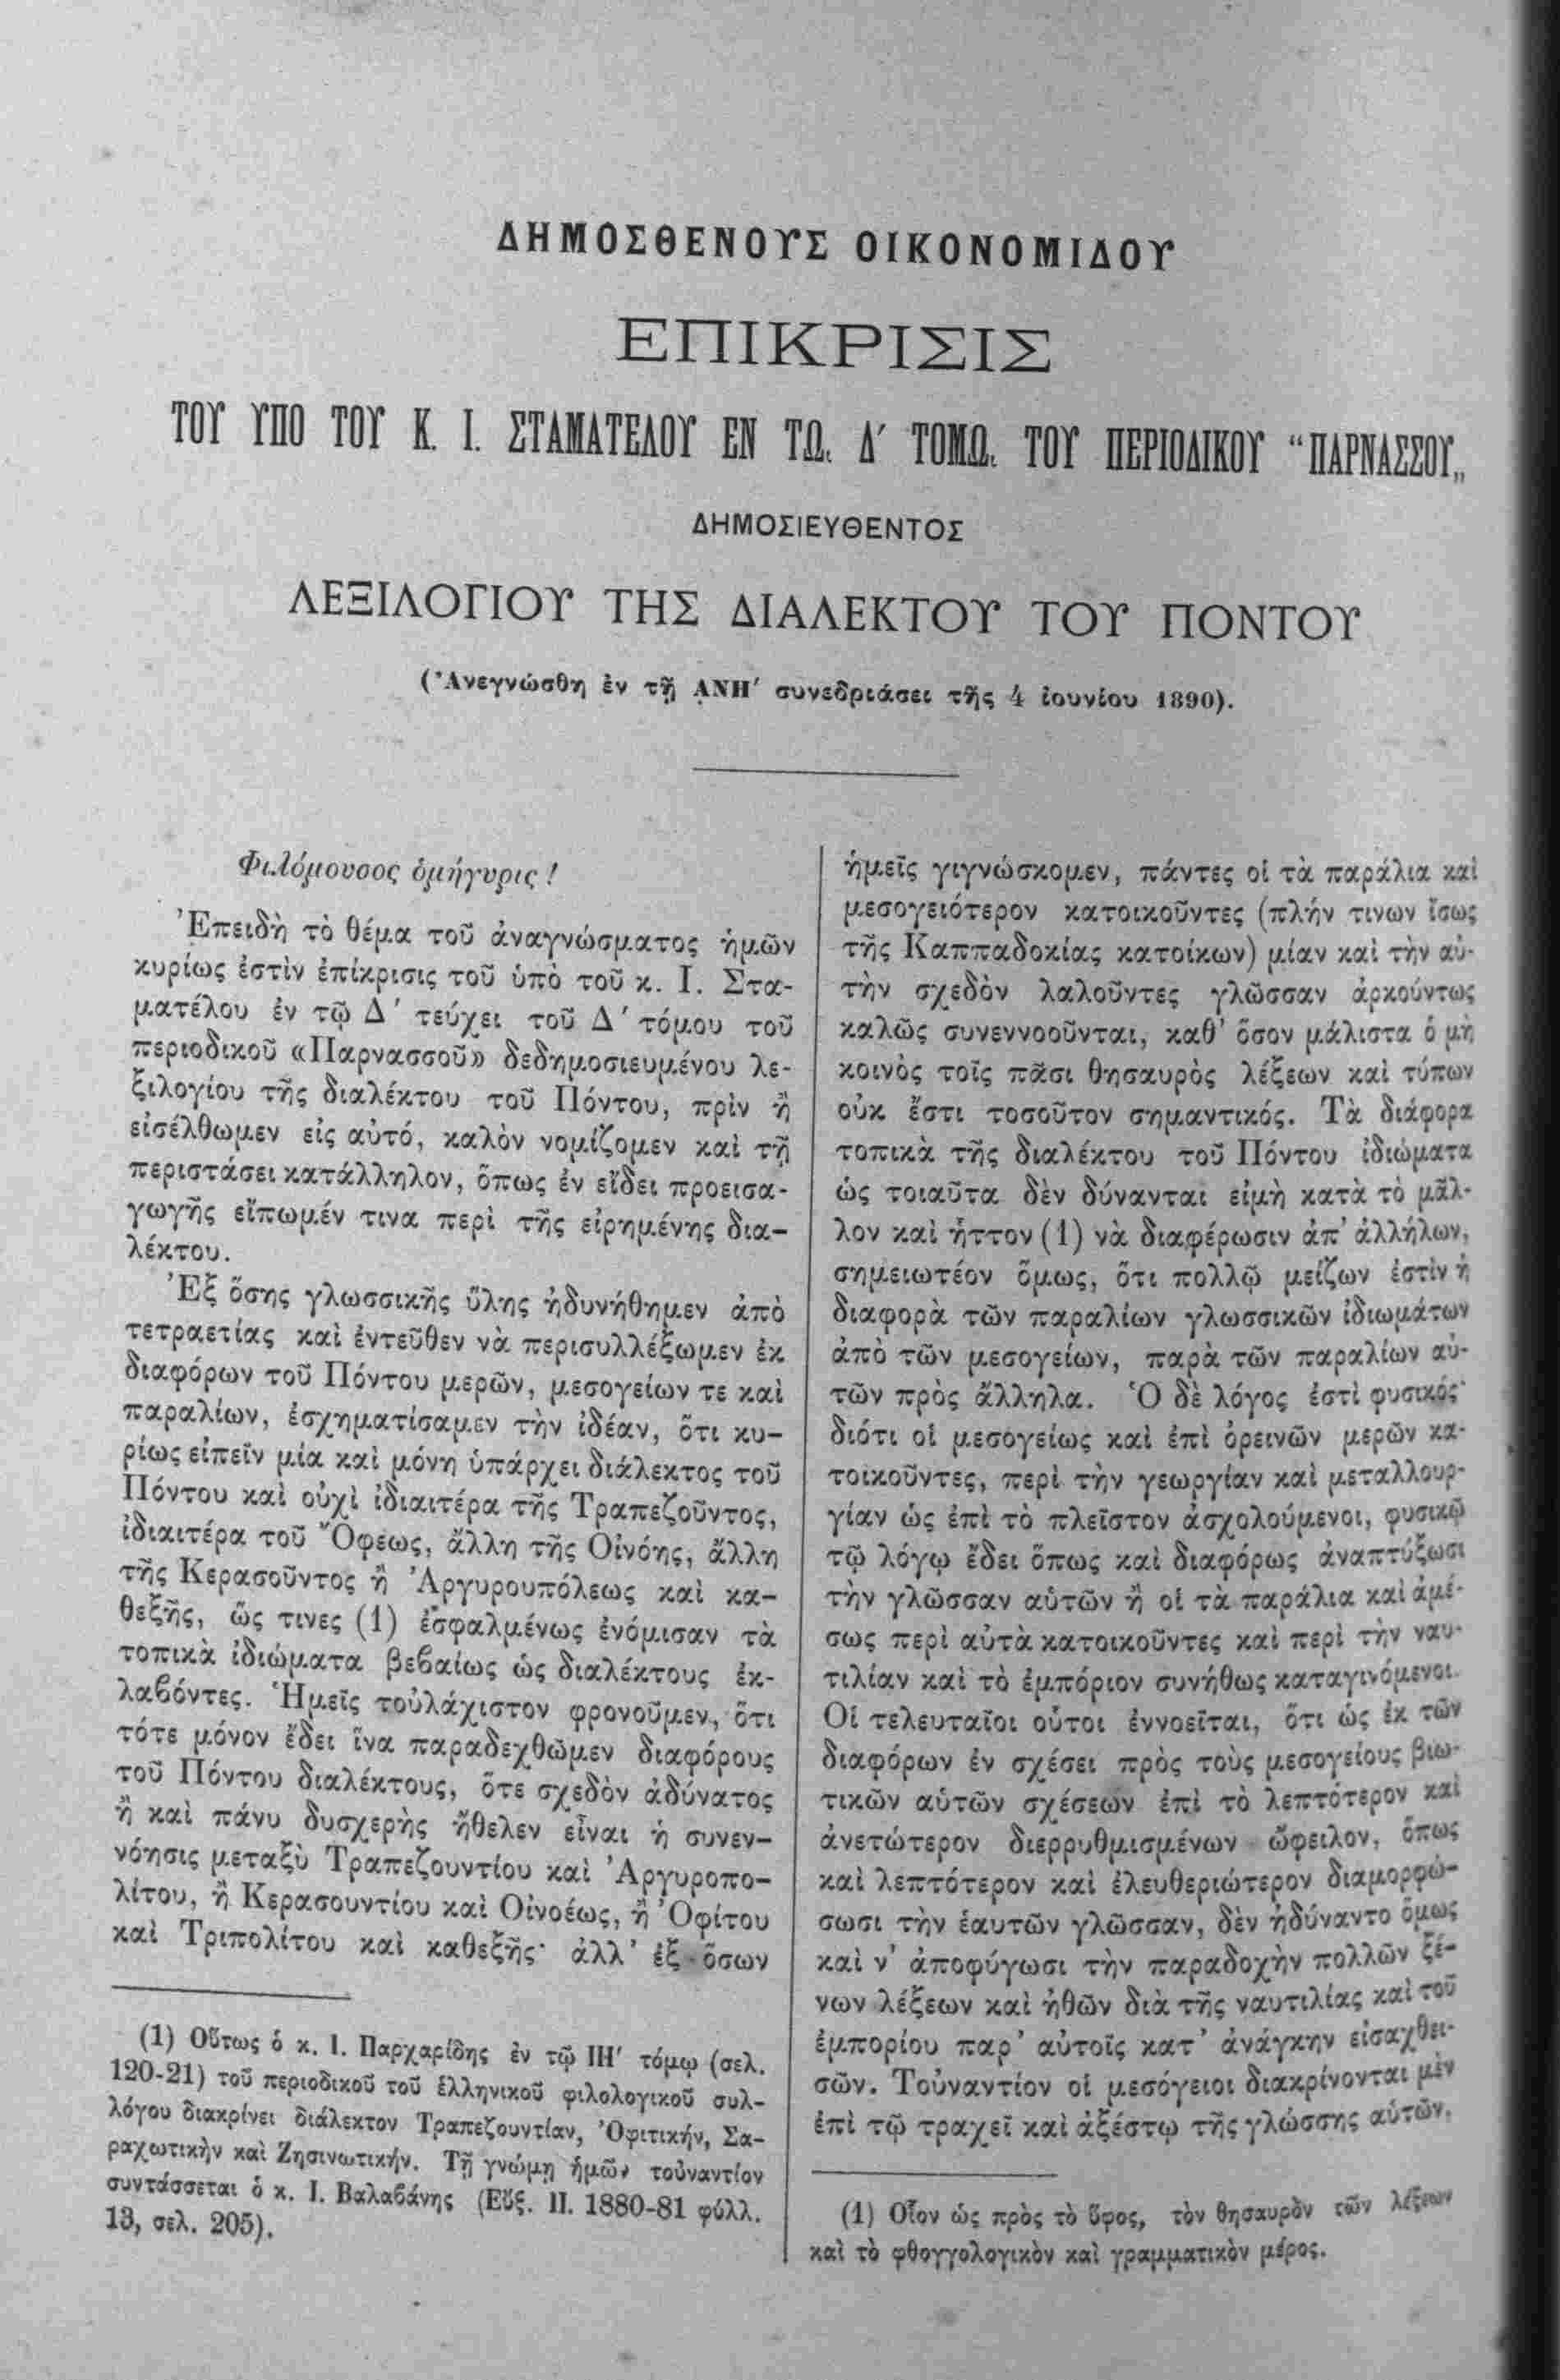 ΔΗΜΟΣΘΕΝΟΥΣ ΟΙΚΟΝΟΜΙΔΟΥ
ΕΠΙΚΡΙΣΙΣ
ΤΟΥ ΥΠΟ ΤΟΥ Κ. Ι. ΣΤΑΜΑΤΕΛΟΥ ΕΝ ΤΩι Δ΄ ΤΟΜΩι ΤΟΥ ΠΕΡΙΟΔΙΚΟΥ “ΠΑΡΝΑΣΣΟΥ„
ΔΗΜΟΣΙΕΥΘΕΝΤΟΣ
ΛΕΞΙΛΟΓΙΟΥ ΤΗΣ ΔΙΑΛΕΚΤΟΥ ΤΟΥ ΠΟΝΤΟΥ
(Ἀνεγνώσθη ἐν τῇ ͵ΑΝΗ΄ συνεδριάσει τῆς 4 ἰουνίου 1890).
Φιλόμουσος ὁμήγυρις !
Ἐπειδὴ τὸ θέμα τοῦ ἀναγνώσματος ἡμῶν
κυρίως ἐστὶν ἐπίκρισις τοῦ ὑπὸ τοῦ κ. Ι. Στα-
ματέλου ἐν τῷ Δ΄ τεύχει τοῦ Δ΄ τόμου τοῦ
περιοδικοῦ «Παρνασσοῦ» δεδημοσιευμένου λε-
ξιλογίου τῆς διαλέκτου τοῦ Πόντου, πρὶν ἢ
εἰσέλθωμεν εἰς αὐτό, καλὸν νομίζομεν καὶ τῇ
περιστάσει κατάλληλον, ὅπως ἐν εἴδει προεισα-
γωγῆς εἴπωμέν τινα περὶ τῆς εἰρημένης δια-
λέκτου.
Ἐξ ὅσης γλωσσικῆς ὕλης ἠδυνήθημεν ἀπὸ
τετραετίας καὶ ἐντεῦθεν νὰ περισυλλέξωμεν ἐκ
διαφόρων τοῦ Πόντου μερῶν, μεσογείων τε καὶ
παραλίων, ἐσχηματίσαμεν τὴν ἰδέαν, ὅτι κυ-
ρίως εἰπεῖν μία καὶ μόνη ὑπάρχει διάλεκτος τοῦ
Πόντου καὶ οὐχὶ ἰδιαιτέρα τῆς Τραπεζοῦντος,
ἰδιαιτέρα τοῦ Ὄφεως, ἄλλη τῆς Οἰνόης, ἄλλη
τῆς Κερασοῦντος ἢ Ἀργυρουπόλεως καὶ κα-
θεξῆς, ὥς τινες (1) ἐσφαλμένως ἐνόμισαν τὰ
τοπικὰ ἰδιώματα βεβαίως ὡς διαλέκτους ἐκ-
λαβόντες. Ἡμεῖς τοὐλάχιστον φρονοῦμεν, ὅτι
τότε μόνον ἔδει ἵνα παραδεχθῶμεν διαφόρους
τοῦ Πόντου διαλέκτους, ὅτε σχεδὸν ἀδύνατος
ἢ καὶ πάνυ δυσχερὴς ἤθελεν εἶναι ἡ συνεν-
νόησις μεταξὺ Τραπεζουντίου καὶ Ἀργυροπο-
λίτου, ἢ Κερασουντίου καὶ Οἰνοέως, ἢ Ὀφίτου
καὶ Τριπολίτου καὶ καθεξῆς· ἀλλ’ ἐξ ὅσων
(1) Οὕτως ὁ κ. Ι. Παρχαρίδης ἐν τῷ ΙΗ΄ τόμῳ (σελ.
120-21) τοῦ περιοδικοῦ τοῦ ἑλληνικοῦ φιλολογικοῦ συλ-
λόγου διακρίνει διάλεκτον Τραπεζουντίαν, Ὀφιτικήν, Σα-
ραχωτικὴν καὶ Ζησινωτικήν. Τῇ γνώμῃ ἡμῶν τοὐναντίον
συντάσσεται ὁ κ. Ι. Βαλαβάνης (Εὔξ. ΙΙ. 1880-81 φύλλ.
13, σελ. 205).
ἡμεῖς γιγνώσκομεν, πάντες οἱ τὰ παράλια καὶ
μεσογειότερον κατοικοῦντες (πλήν τινων ἴσως
τῆς Καππαδοκίας κατοίκων) μίαν καὶ τὴν αὐ-
τὴν σχεδὸν λαλοῦντες γλῶσσαν ἀρκούντως
καλῶς συνεννοοῦνται, καθ’ ὅσον μάλιστα ὁ μὴ
κοινὸς τοῖς πᾶσι θησαυρὸς λέξεων καὶ τύπων
οὐκ ἔστι τοσοῦτον σημαντικός. Τὰ διάφορα
τοπικὰ τῆς διαλέκτου τοῦ Πόντου ἰδιώματα
ὡς τοιαῦτα δὲν δύνανται εἰμὴ κατὰ τὸ μᾶλ-
λον καὶ ἧττον (1) νὰ διαφέρωσιν ἀπ’ ἀλλήλων,
σημειωτέον ὅμως, ὅτι πολλῷ μείζων ἐστὶν ἡ
διαφορὰ τῶν παραλίων γλωσσικῶν ἰδιωμάτων
ἀπὸ τῶν μεσογείων, παρὰ τῶν παραλίων αὐ-
τῶν πρὸς ἄλληλα. Ὁ δὲ λόγος ἐστὶ φυσικός·
διότι οἱ μεσογείως καὶ ἐπὶ ὀρεινῶν μερῶν κα-
τοικοῦντες, περὶ τὴν γεωργίαν καὶ μεταλλουρ-
γίαν ὡς ἐπὶ τὸ πλεῖστον ἀσχολούμενοι, φυσικῷ
τῷ λόγῳ ἔδει ὅπως καὶ διαφόρως ἀναπτύξωσι
τὴν γλῶσσαν αὑτῶν ἢ οἱ τὰ παράλια καὶ ἀμέ-
σως περὶ αὐτὰ κατοικοῦντες καὶ περὶ τὴν ναυ-
τιλίαν καὶ τὸ ἐμπόριον συνήθως καταγινόμενοι.
Οἱ τελευταῖοι οὗτοι ἐννοεῖται, ὅτι ὡς ἐκ τῶν
διαφόρων ἐν σχέσει πρὸς τοὺς μεσογείους βιω-
τικῶν αὑτῶν σχέσεων ἐπὶ τὸ λεπτότερον καὶ
ἀνετώτερον διερρυθμισμένων ὤφειλον, ὅπως
καὶ λεπτότερον καὶ ἐλευθεριώτερον διαμορφώ-
σωσι τὴν ἑαυτῶν γλῶσσαν, δὲν ἠδύναντο ὅμως
καὶ ν’ ἀποφύγωσι τὴν παραδοχὴν πολλῶν ξέ-
νων λέξεων καὶ ἠθῶν διὰ τῆς ναυτιλίας καὶ τοῦ
ἐμπορίου παρ’ αὐτοῖς κατ’ ἀνάγκην εἰσαχθει-
σῶν. Τοὐναντίον οἱ μεσόγειοι διακρίνονται μὲν
ἐπὶ τῷ τραχεῖ καὶ ἀξέστῳ τῆς γλώσσης αὑτῶν,
(1) Οἷον ὡς πρὸς τὸ ὕφος, τὸν θησαυρὸν τῶν λέξεων
καὶ τὸ φθογγολογικὸν καὶ γραμματικὸν μέρος.